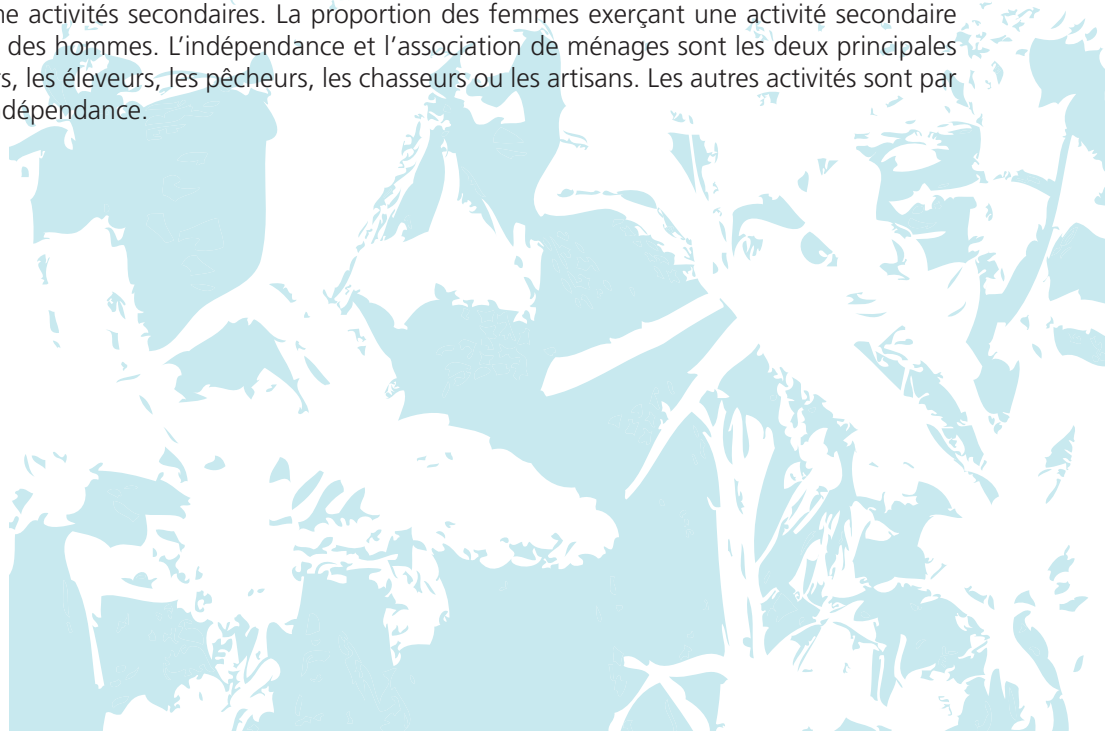 ne activités secondaires. La proportion des femmes exerçant une activité secondaire
des hommes. L’indépendance et l’association de ménages sont les deux principales
rs, les éleveurs, les pêcheurs, les chasseurs ou les artisans. Les autres activités sont par
dépendance.